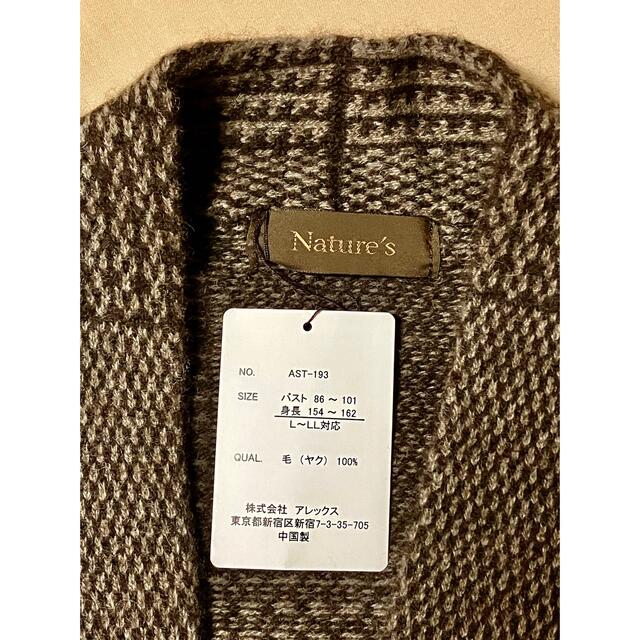 Nature's
NO. AST-193
SIZE バスト 86 ～ 101
身長 154 ～ 162
L～LL対応
QUAL. 毛 (ヤク) 100%
株式会社 アレックス
東京都新宿区新宿7-3-35-705
中国製